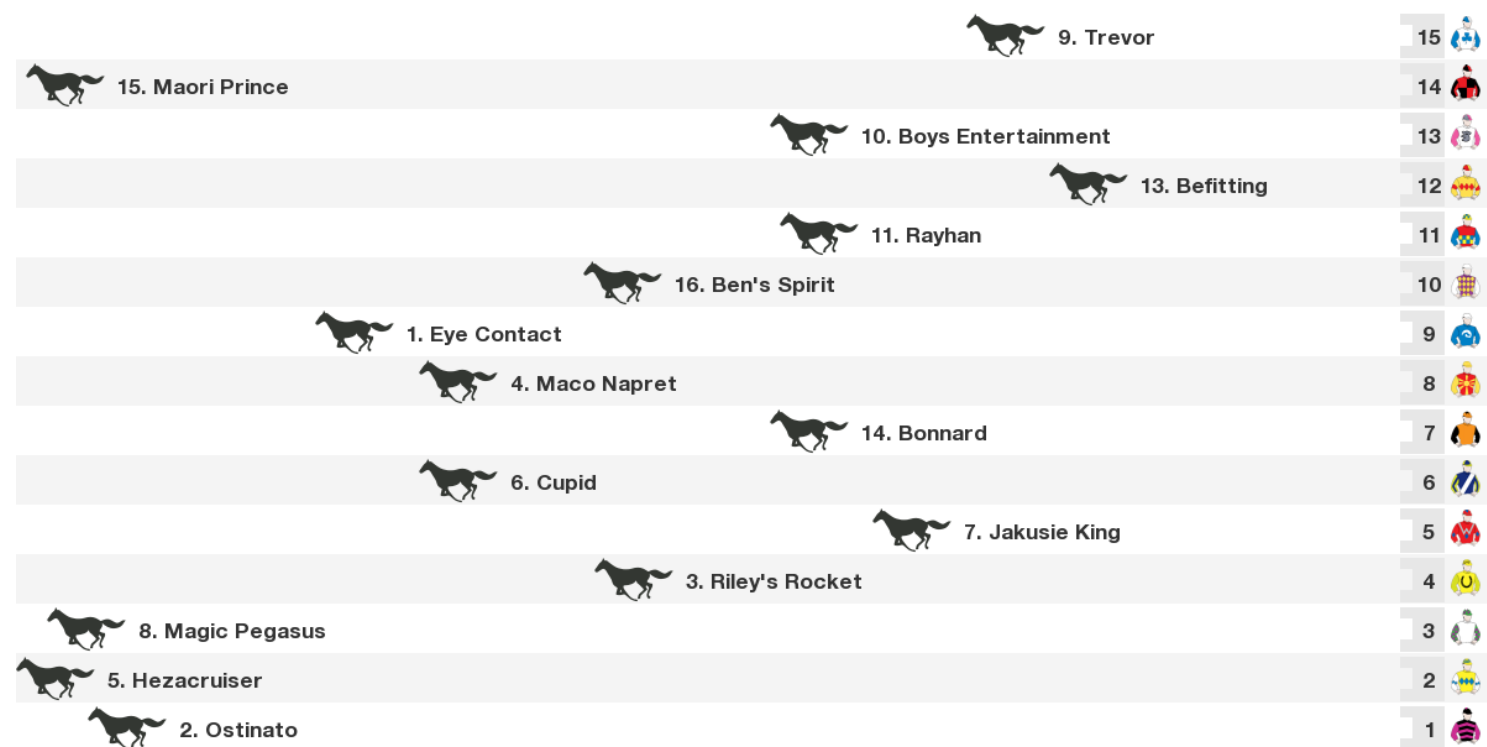 9. Trevor 15
15. Maori Prince 14
10. Boys Entertainment 13
13. Befitting 12
11. Rayhan 11
16. Ben's Spirit 10
1. Eye Contact 9
4. Maco Napret 8
14. Bonnard 7
6. Cupid 6
7. Jakusie King 5
3. Riley's Rocket 4
8. Magic Pegasus 3
5. Hezacruiser 2
2. Ostinato 1